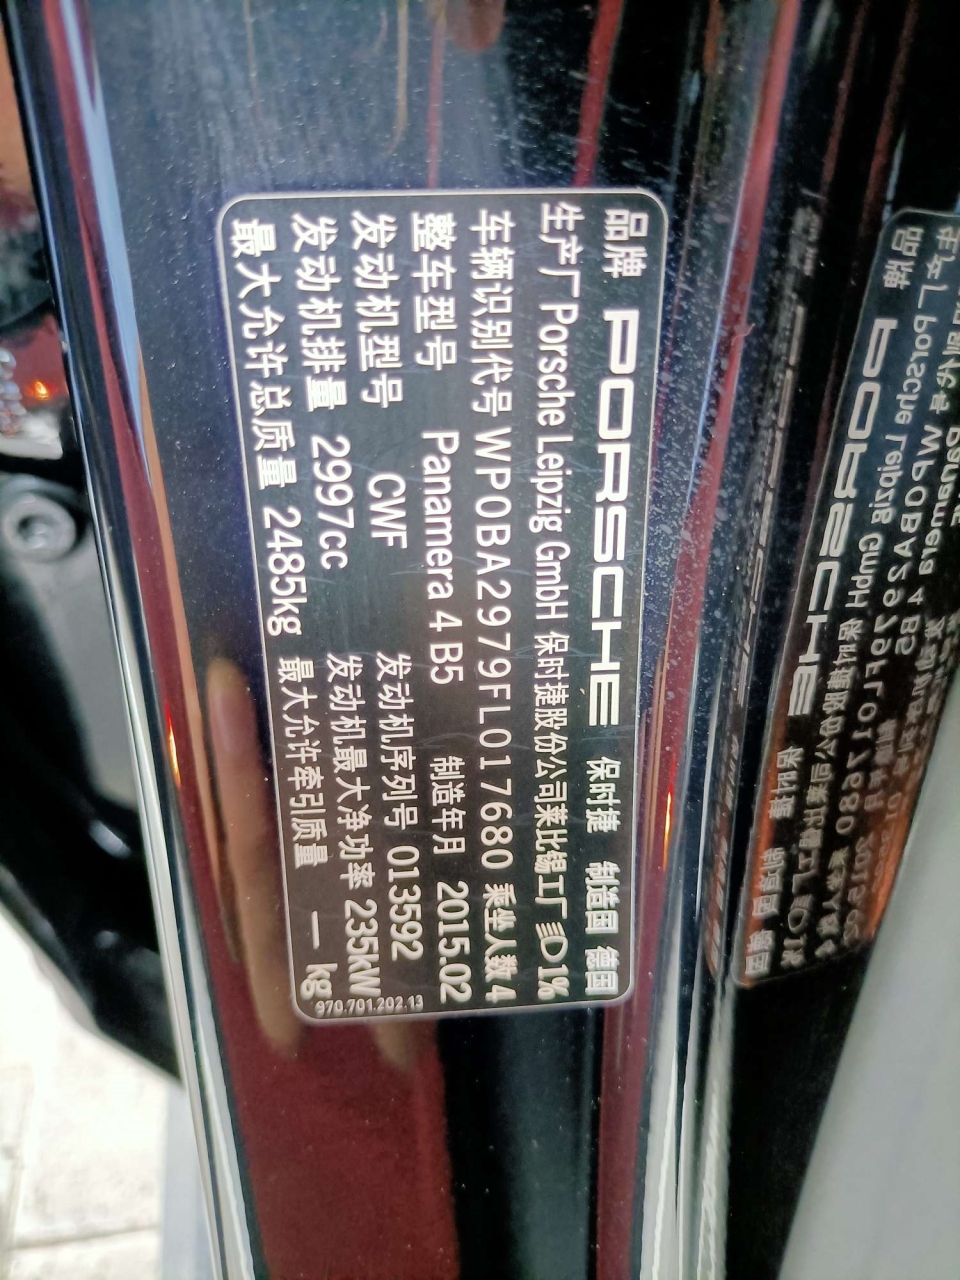 品牌 PORSCHE 保时捷 制造国 德国
生产厂 Porsche Leipzig GmbH 保时捷股份公司莱比锡工厂 1%
车辆识别代号 WP0BA2979FL017680 乘坐人数 4
整车型号 Panamera 4 B5 制造年月 2015.02
发动机型号 CWF 发动机序列号 013592
发动机排量 2997cc 发动机最大净功率 235kW
最大允许总质量 2485kg 最大允许牵引质量 — kg
970.701.202.13